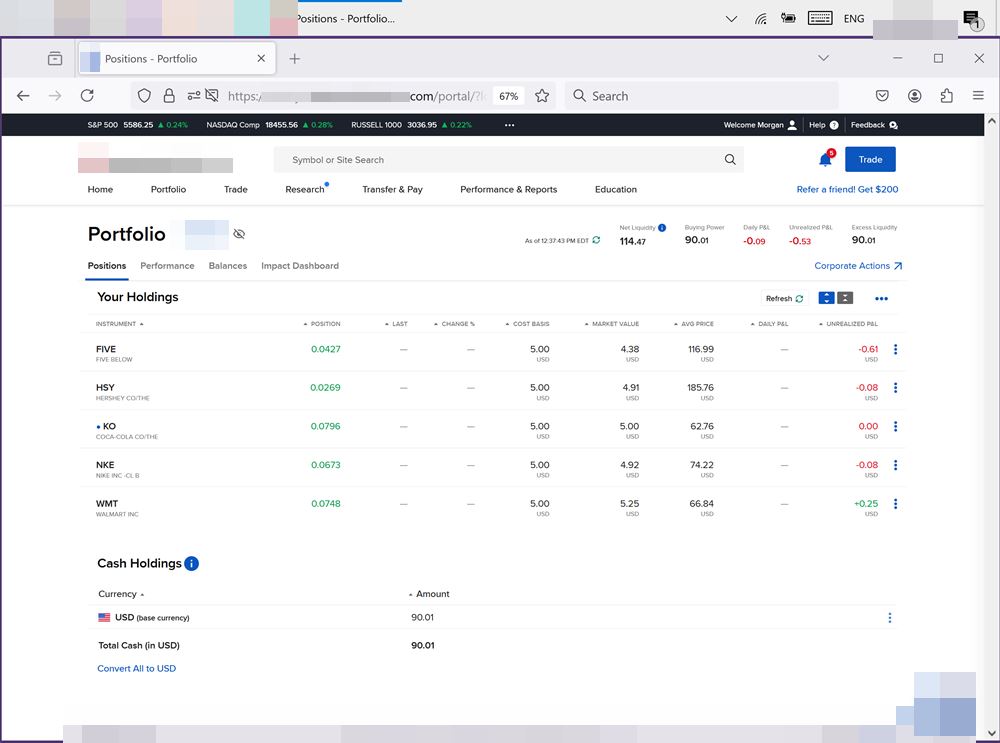 Positions - Portfolio...
ENG
1
Positions - Portfolio
https:/
com/portal/?l
67%
Search
S&P 500 5586.25 ▲ 0.24% NASDAQ Comp 18455.56 ▲ 0.28% RUSSELL 1000 3036.95 ▲ 0.22% ••• Welcome Morgan Help ? Feedback
Symbol or Site Search
5
Trade
Home Portfolio Trade Research Transfer & Pay Performance & Reports Education Refer a friend! Get $200
Portfolio
As of 12:37:43 PM EDT
Net Liquidity i Buying Power Daily P&L Unrealized P&L Excess Liquidity
114.47 90.01 -0.09 -0.53 90.01
Positions Performance Balances Impact Dashboard Corporate Actions
Your Holdings Refresh
INSTRUMENT POSITION LAST CHANGE % COST BASIS MARKET VALUE AVG PRICE DAILY P&L UNREALIZED P&L
FIVE 0.0427 — — 5.00 4.38 116.99 — -0.61
FIVE BELOW USD USD USD USD
HSY 0.0269 — — 5.00 4.91 185.76 — -0.08
HERSHEY CO/THE USD USD USD USD
• KO 0.0796 — — 5.00 5.00 62.76 — 0.00
COCA-COLA CO/THE USD USD USD USD
NKE 0.0673 — — 5.00 4.92 74.22 — -0.08
NIKE INC -CL B USD USD USD USD
WMT 0.0748 — — 5.00 5.25 66.84 — +0.25
WALMART INC USD USD USD USD
Cash Holdings i
Currency Amount
USD (base currency) 90.01
Total Cash (in USD) 90.01
Convert All to USD